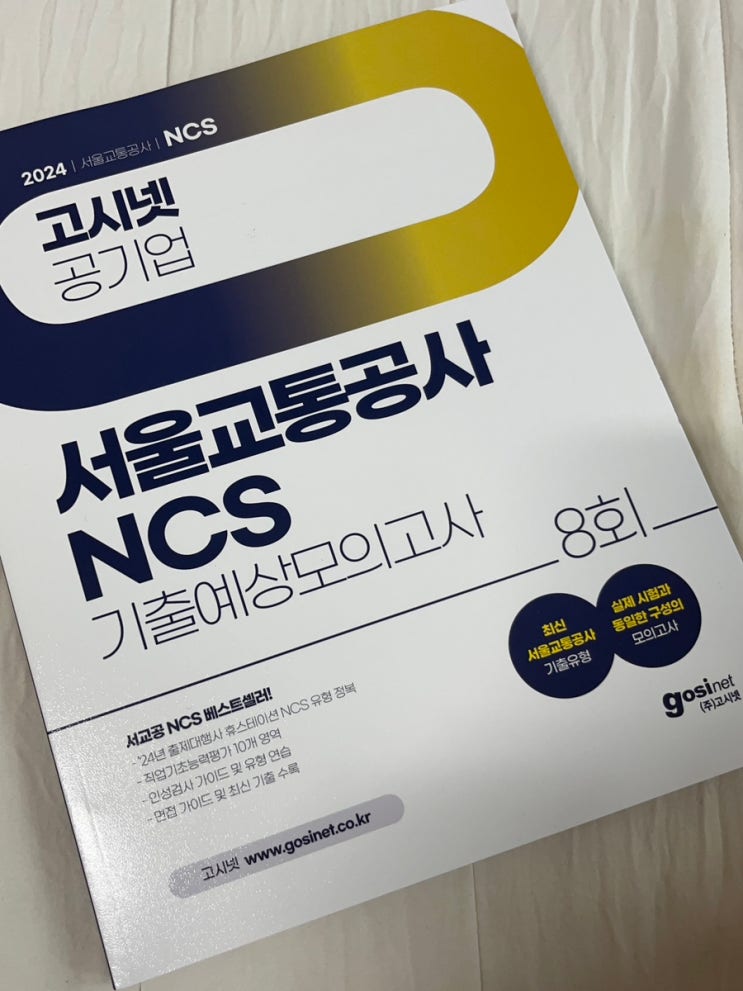 2024 | 서울교통공사 | NCS
고시넷
공기업
서울교통공사
NCS
기출예상모의고사 8회
최신
서울교통공사
기출유형
실제 시험과
동일한 구성의
모의고사
gosinet
(주)고시넷
서교공 NCS 베스트셀러!
- '24년 출제대행사 휴스테이션 NCS 유형 정복
- 직업기초능력평가 10개 영역
- 인성검사 가이드 및 유형 연습
- 면접 가이드 및 최신 기출 수록
고시넷 www.gosinet.co.kr